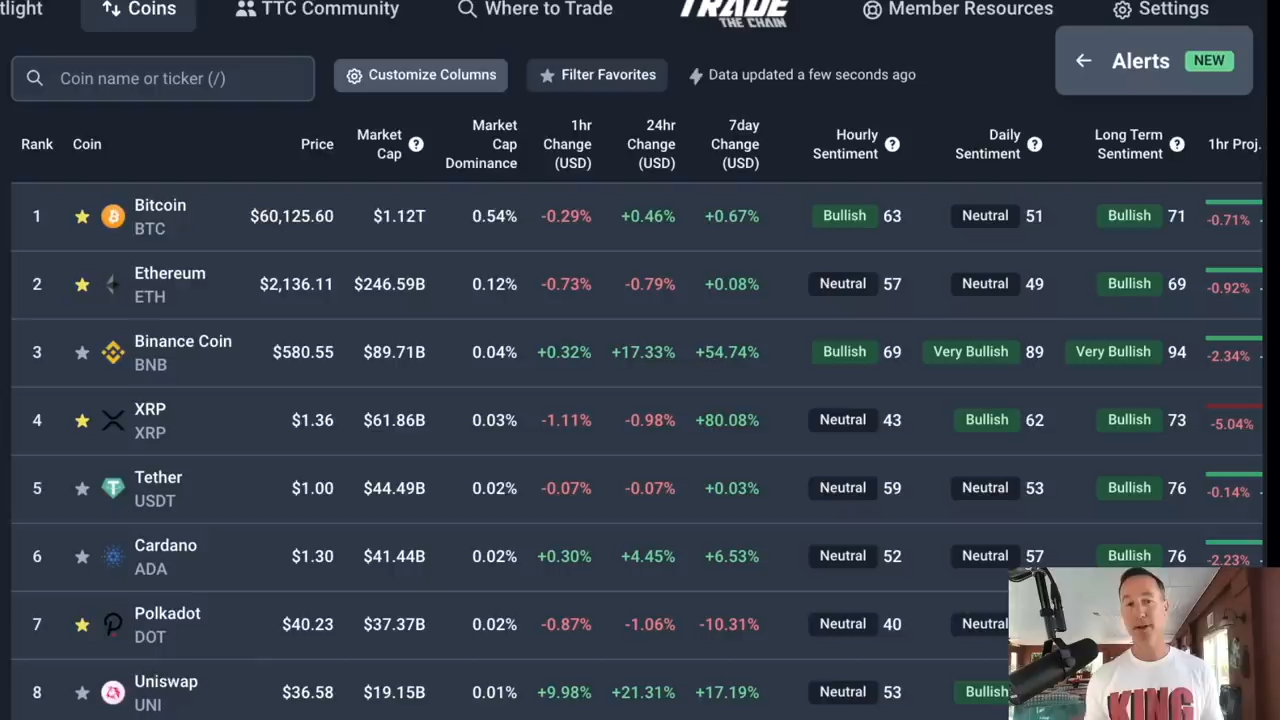 tlight
Coins
TTC Community
Where to Trade
TRADE
THE CHAIN
Member Resources
Settings
Coin name or ticker (/)
Customize Columns
Filter Favorites
Data updated a few seconds ago
Alerts NEW
Rank
Coin
Price
Market
Cap ?
Market
Cap
Dominance
1hr
Change
(USD)
24hr
Change
(USD)
7day
Change
(USD)
Hourly
Sentiment ?
Daily
Sentiment ?
Long Term
Sentiment ?
1hr Proj.
1 Bitcoin BTC $60,125.60 $1.12T 0.54% -0.29% +0.46% +0.67% Bullish 63 Neutral 51 Bullish 71 -0.71%
2 Ethereum ETH $2,136.11 $246.59B 0.12% -0.73% -0.79% +0.08% Neutral 57 Neutral 49 Bullish 69 -0.92%
3 Binance Coin BNB $580.55 $89.71B 0.04% +0.32% +17.33% +54.74% Bullish 69 Very Bullish 89 Very Bullish 94 -2.34%
4 XRP XRP $1.36 $61.86B 0.03% -1.11% -0.98% +80.08% Neutral 43 Bullish 62 Bullish 73 -5.04%
5 Tether USDT $1.00 $44.49B 0.02% -0.07% -0.07% +0.03% Neutral 59 Neutral 53 Bullish 76 -0.14%
6 Cardano ADA $1.30 $41.44B 0.02% +0.30% +4.45% +6.53% Neutral 52 Neutral 57 Bullish 76 -2.23%
7 Polkadot DOT $40.23 $37.37B 0.02% -0.87% -1.06% -10.31% Neutral 40 Neutral
8 Uniswap UNI $36.58 $19.15B 0.01% +9.98% +21.31% +17.19% Neutral 53 Bullish
KING